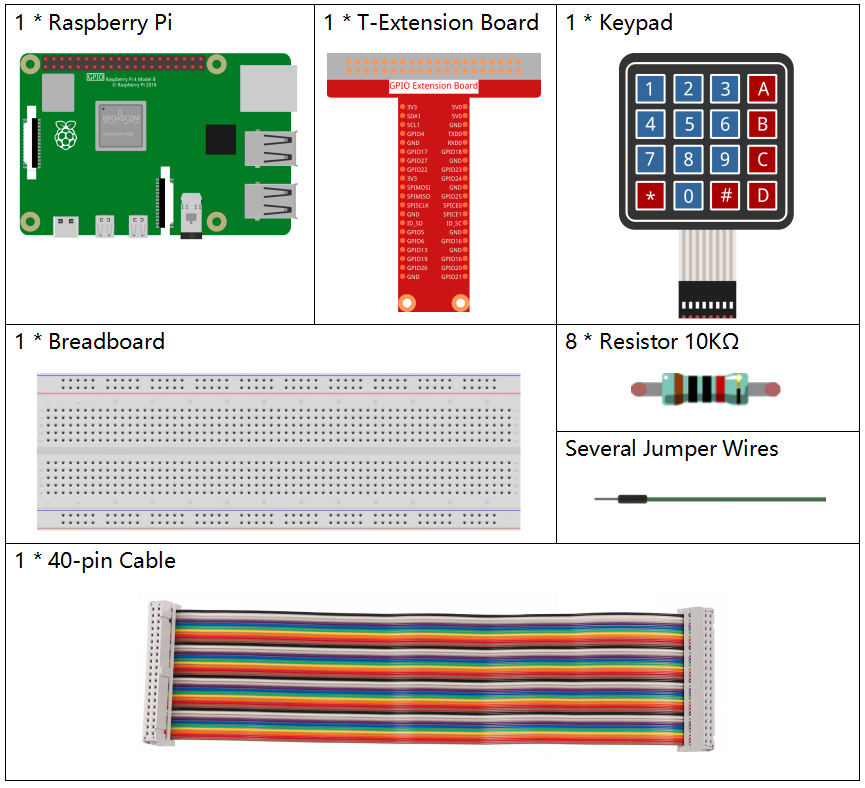 1 * Raspberry Pi
GPIO Raspberry Pi 4 Model B
© Raspberry Pi 2018
BROADCOM
1 * T-Extension Board
GPIO Extension Board
3V3 5V0
SDA1 5V0
SCL1 GND
GPIO4 TXD0
GND RXD0
GPIO17 GPIO18
GPIO27 GND
GPIO22 GPIO23
3V3 GPIO24
SPIMOSI GND
SPIMISO GPIO25
SPISCLK SPICE0
GND SPICE1
ID_SD ID_SC
GPIO5 GND
GPIO6 GPIO16
GPIO13 GND
GPIO19 GPIO16
GPIO26 GPIO20
GND GPIO21
1 * Keypad
1 2 3 A
4 5 6 B
7 8 9 C
* 0 # D
1 * Breadboard
8 * Resistor 10KΩ
Several Jumper Wires
1 * 40-pin Cable